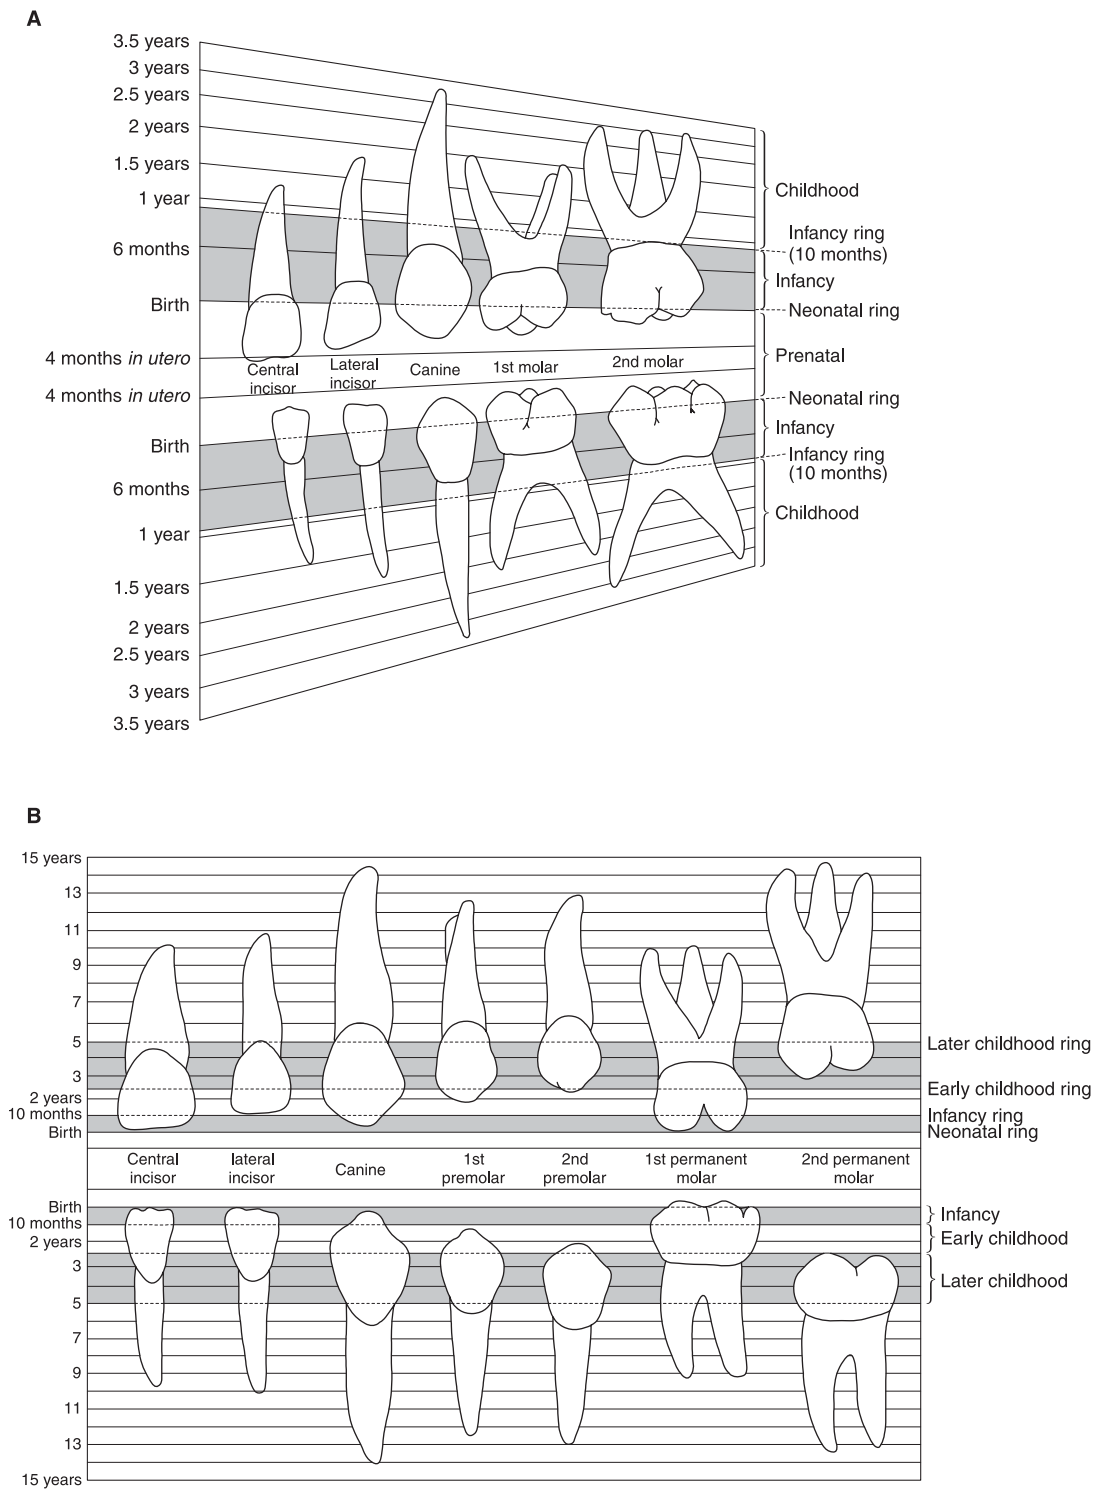 A
3.5 years
3 years
2.5 years
2 years
1.5 years
1 year
6 months
Birth
4 months in utero
4 months in utero
Birth
6 months
1 year
1.5 years
2 years
2.5 years
3 years
3.5 years
Central
incisor
Lateral
incisor
Canine
1st molar
2nd molar
Childhood
Infancy ring
(10 months)
Infancy
Neonatal ring
Prenatal
Neonatal ring
Infancy
Infancy ring
(10 months)
Childhood
B
15 years
13
11
9
7
5
3
2 years
10 months
Birth
Later childhood ring
Early childhood ring
Infancy ring
Neonatal ring
Central
incisor
lateral
incisor
Canine
1st
premolar
2nd
premolar
1st permanent
molar
2nd permanent
molar
Birth
10 months
2 years
3
5
7
9
11
13
15 years
Infancy
Early childhood
Later childhood